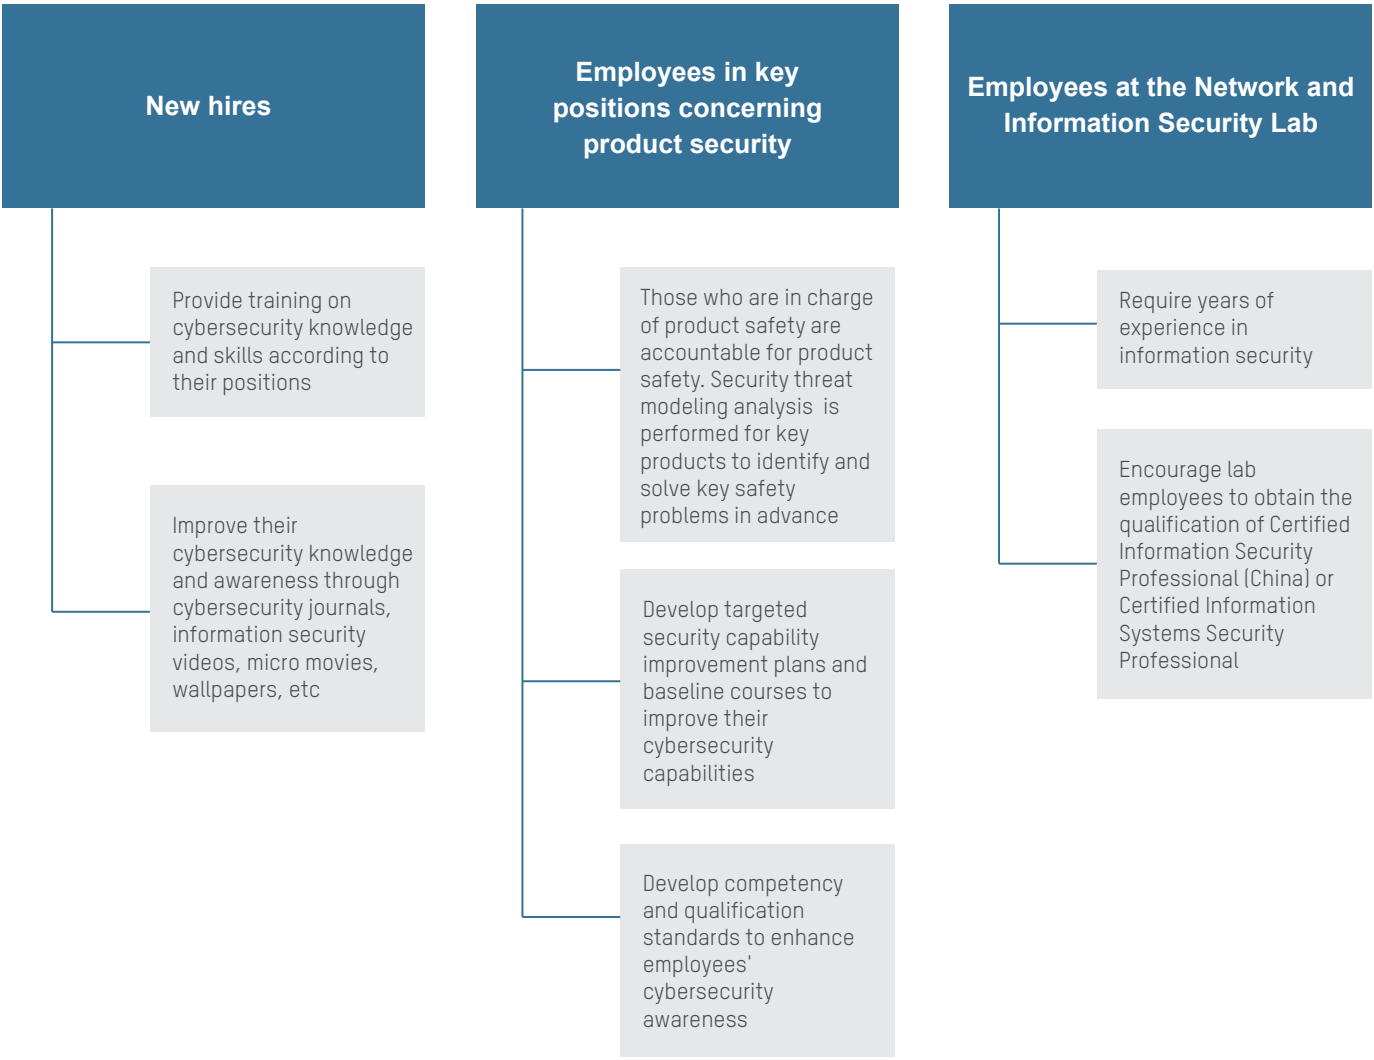 New hires
Provide training on
cybersecurity knowledge
and skills according to
their positions
Improve their
cybersecurity knowledge
and awareness through
cybersecurity journals,
information security
videos, micro movies,
wallpapers, etc
Employees in key
positions concerning
product security
Those who are in charge
of product safety are
accountable for product
safety. Security threat
modeling analysis  is
performed for key
products to identify and
solve key safety
problems in advance
Develop targeted
security capability
improvement plans and
baseline courses to
improve their
cybersecurity
capabilities
Develop competency
and qualification
standards to enhance
employees'
cybersecurity
awareness
Employees at the Network and
Information Security Lab
Require years of
experience in
information security
Encourage lab
employees to obtain the
qualification of Certified
Information Security
Professional (China) or
Certified Information
Systems Security
Professional